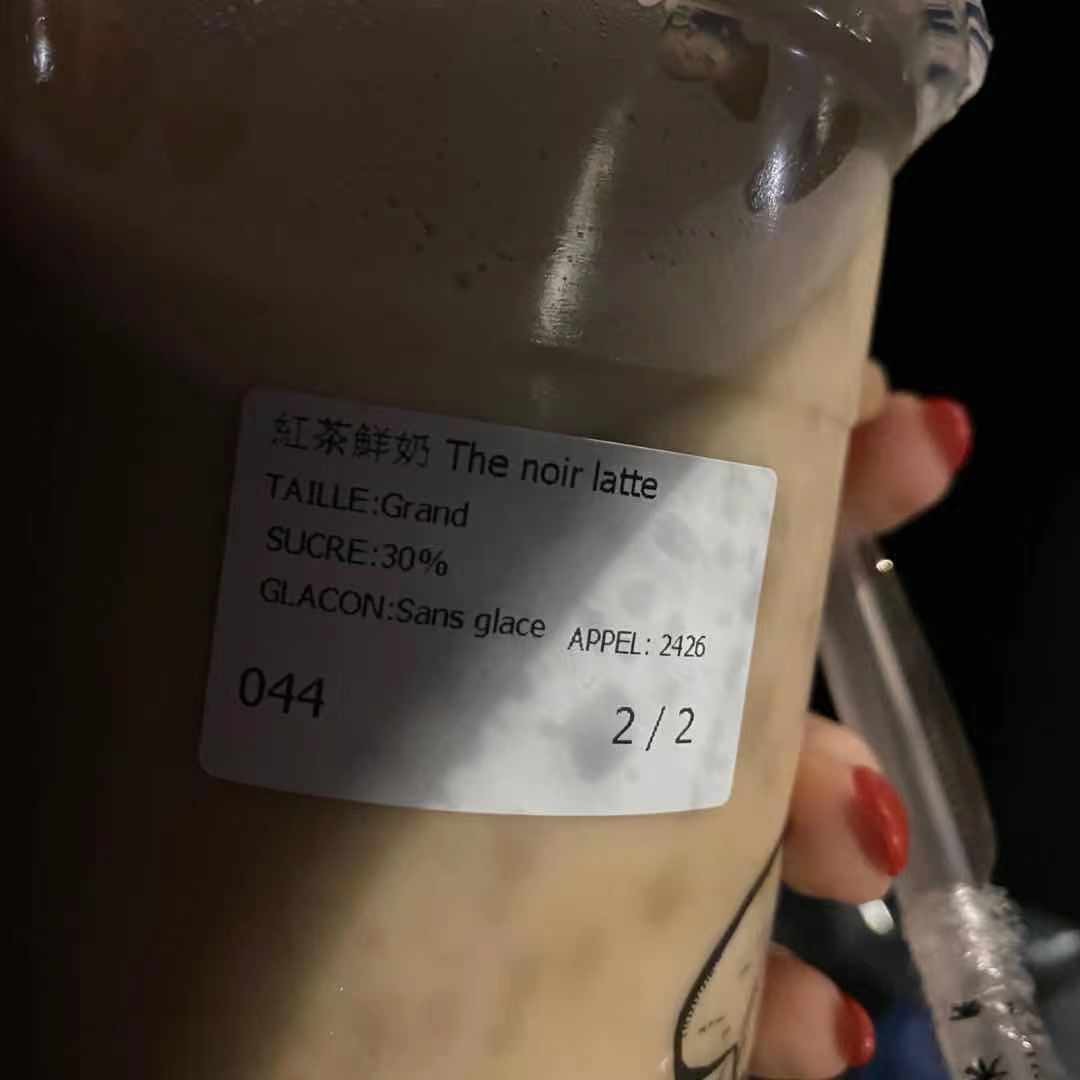 紅茶鮮奶 The noir latte
TAILLE:Grand
SUCRE:30%
GLACON:Sans glace
APPEL: 2426
044
2 / 2